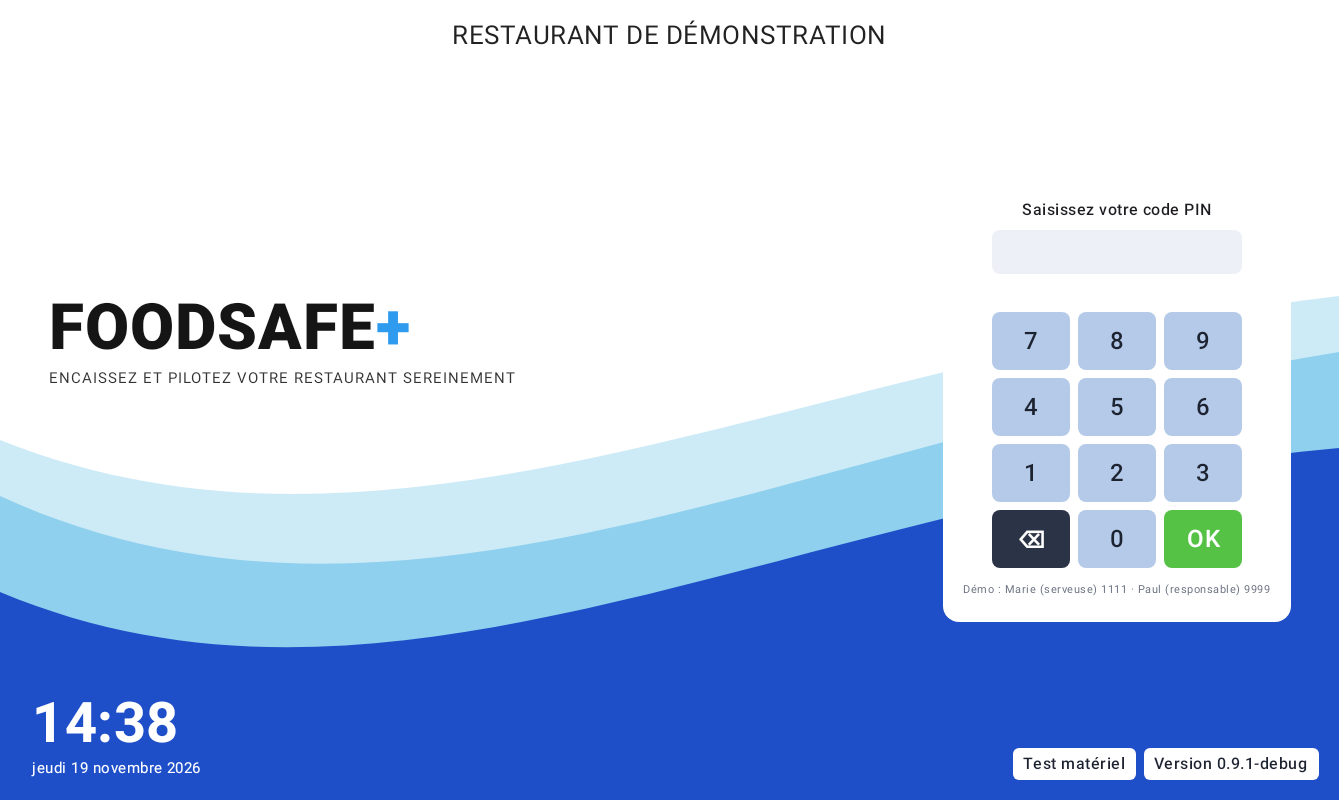 RESTAURANT DE DÉMONSTRATION
FOODSAFE+
ENCAISSEZ ET PILOTEZ VOTRE RESTAURANT SEREINEMENT
Saisissez votre code PIN
7 8 9
4 5 6
1 2 3
0 OK
Démo : Marie (serveuse) 1111 · Paul (responsable) 9999
14:38
jeudi 19 novembre 2026
Test matériel
Version 0.9.1-debug